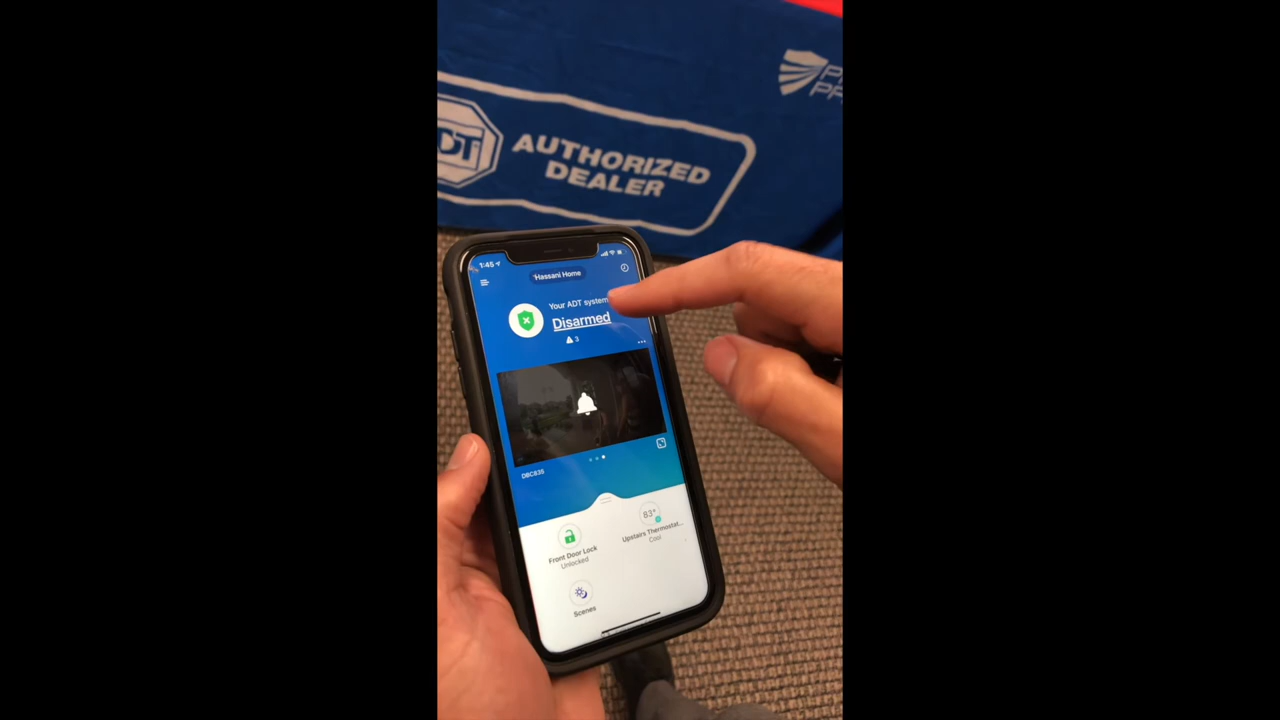 ADT
AUTHORIZED
DEALER
1:45
Hassani Home
Your ADT system
Disarmed
3
DBC835
83°
Front Door Lock
Unlocked
Upstairs Thermostat...
Cool
Scenes